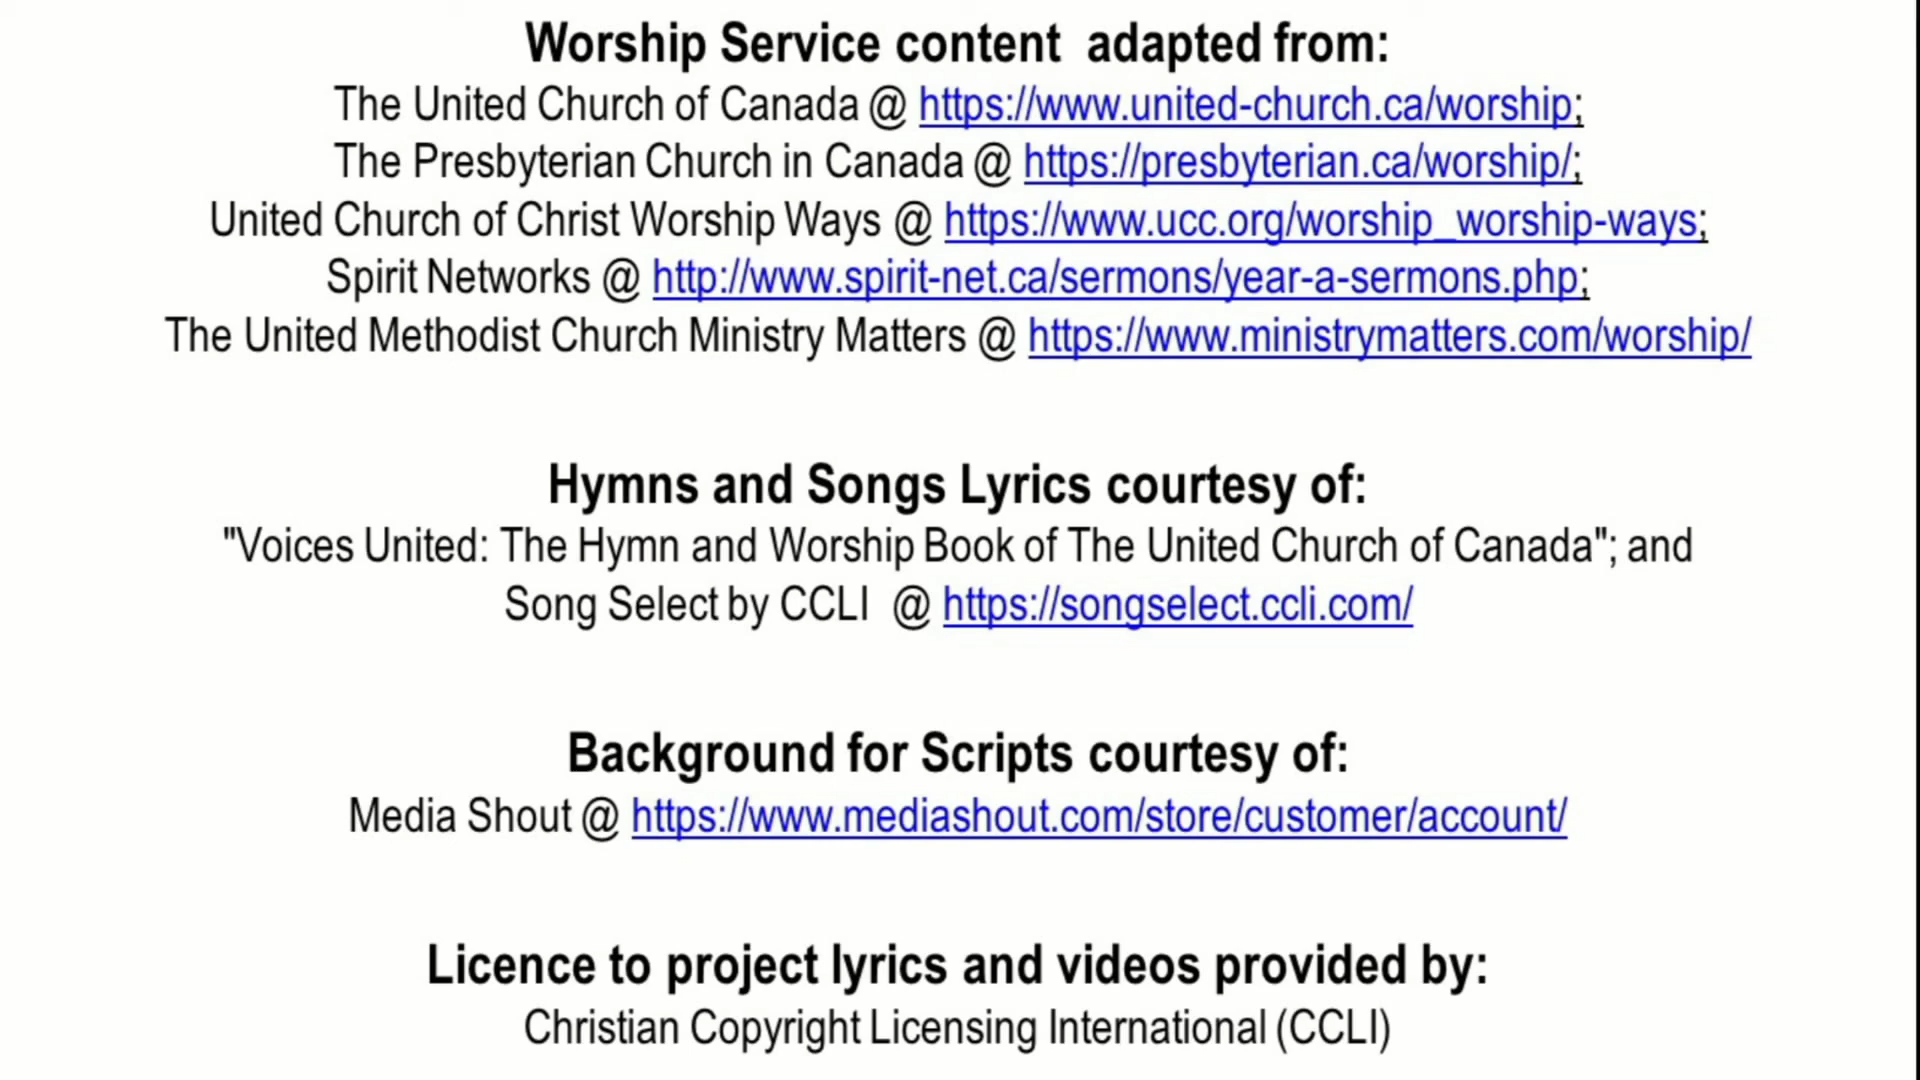 Worship Service content  adapted from:
The United Church of Canada @ https://www.united-church.ca/worship;
The Presbyterian Church in Canada @ https://presbyterian.ca/worship/;
United Church of Christ Worship Ways @ https://www.ucc.org/worship_worship-ways;
Spirit Networks @ http://www.spirit-net.ca/sermons/year-a-sermons.php;
The United Methodist Church Ministry Matters @ https://www.ministrymatters.com/worship/
Hymns and Songs Lyrics courtesy of:
"Voices United: The Hymn and Worship Book of The United Church of Canada"; and
Song Select by CCLI  @ https://songselect.ccli.com/
Background for Scripts courtesy of:
Media Shout @ https://www.mediashout.com/store/customer/account/
Licence to project lyrics and videos provided by:
Christian Copyright Licensing International (CCLI)